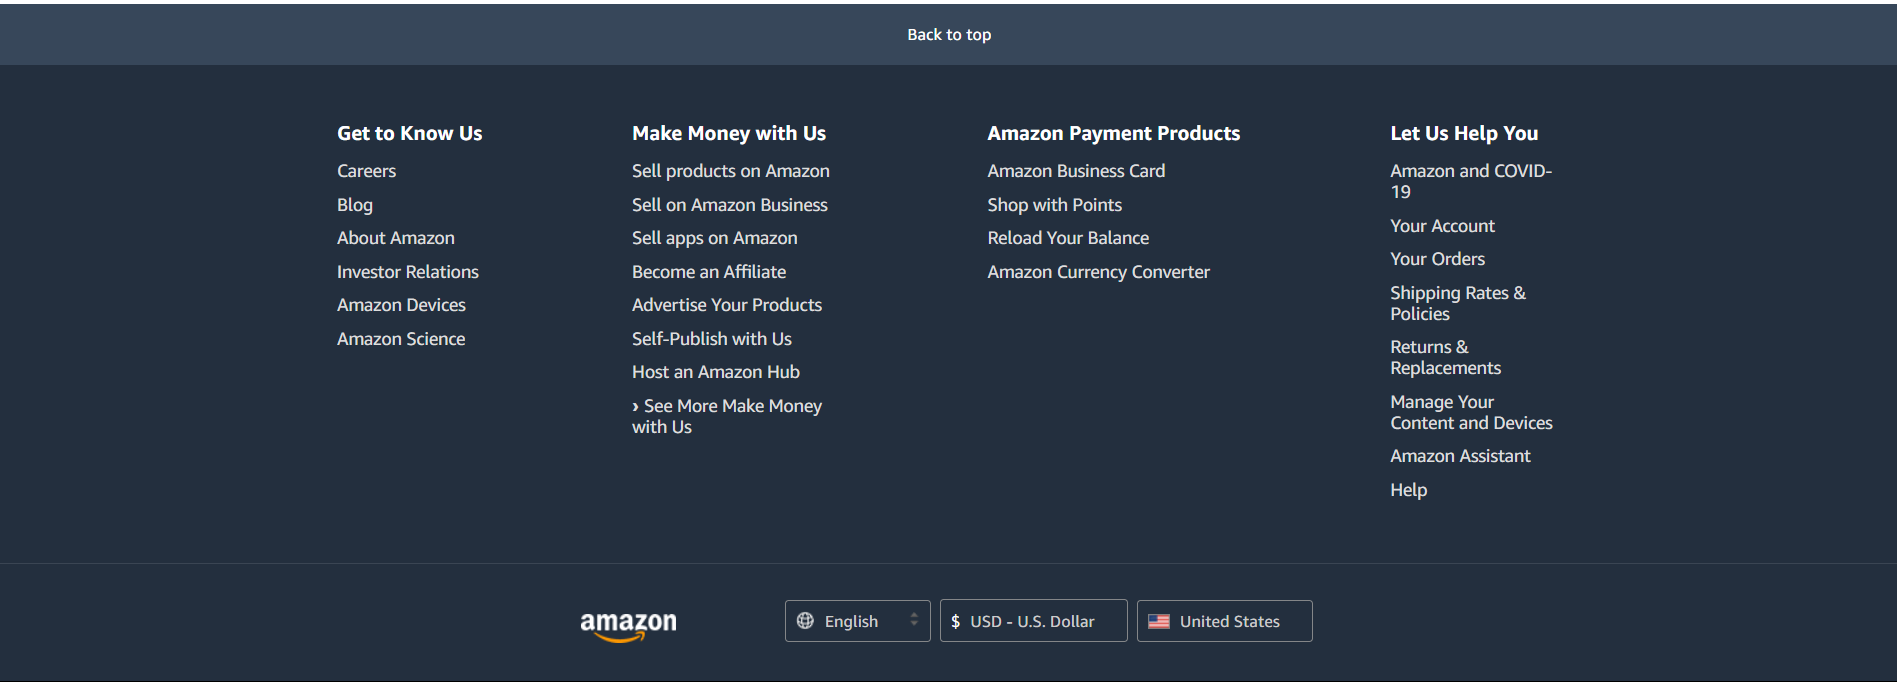 Back to top
Get to Know Us
Careers
Blog
About Amazon
Investor Relations
Amazon Devices
Amazon Science
Make Money with Us
Sell products on Amazon
Sell on Amazon Business
Sell apps on Amazon
Become an Affiliate
Advertise Your Products
Self-Publish with Us
Host an Amazon Hub
› See More Make Money
with Us
Amazon Payment Products
Amazon Business Card
Shop with Points
Reload Your Balance
Amazon Currency Converter
Let Us Help You
Amazon and COVID-
19
Your Account
Your Orders
Shipping Rates &
Policies
Returns &
Replacements
Manage Your
Content and Devices
Amazon Assistant
Help
amazon
English
$ USD - U.S. Dollar
United States